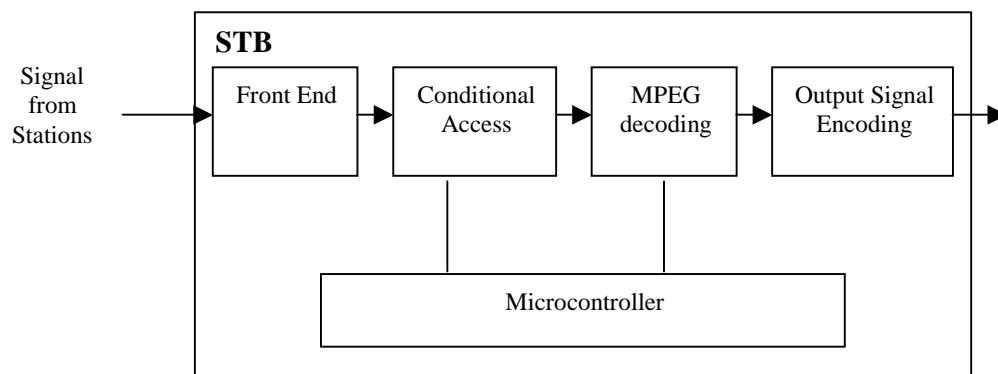 STB
Signal
from
Stations
Front End
Conditional
Access
MPEG
decoding
Output Signal
Encoding
Microcontroller